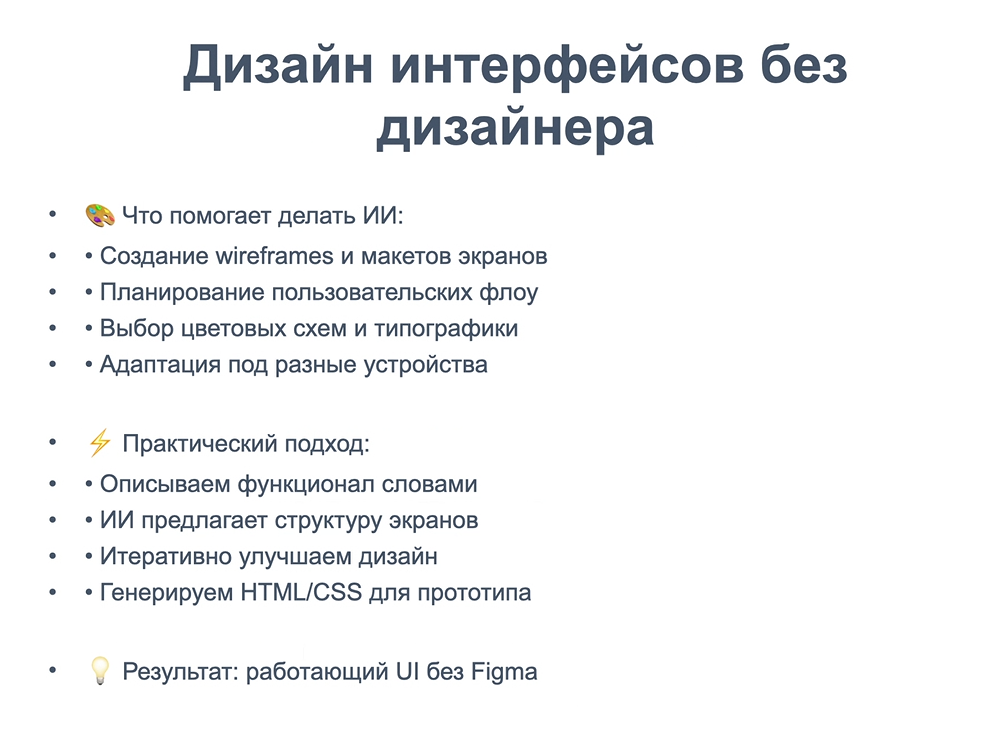 Дизайн интерфейсов без
дизайнера
• 🎨 Что помогает делать ИИ:
• • Создание wireframes и макетов экранов
• • Планирование пользовательских флоу
• • Выбор цветовых схем и типографики
• • Адаптация под разные устройства
• ⚡ Практический подход:
• • Описываем функционал словами
• • ИИ предлагает структуру экранов
• • Итеративно улучшаем дизайн
• • Генерируем HTML/CSS для прототипа
• 💡 Результат: работающий UI без Figma